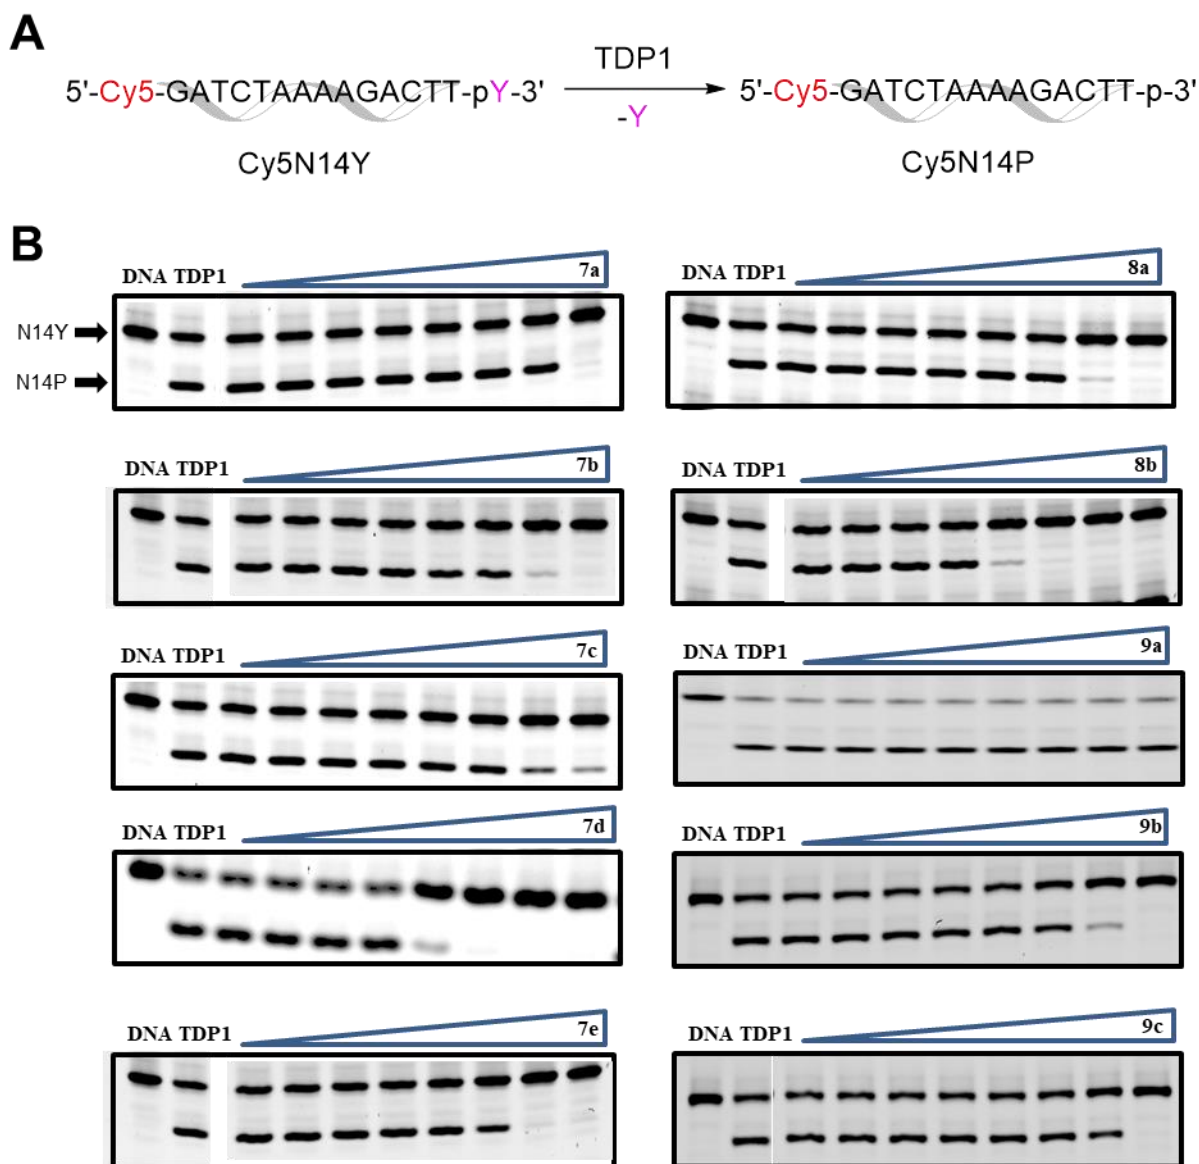 A
TDP1
5'-Cy5-GATCTAAAAGACTT-pY-3'
5'-Cy5-GATCTAAAAGACTT-p-3'
-Y
Cy5N14Y
Cy5N14P
B
DNA TDP1 7a
DNA TDP1 8a
N14Y
N14P
DNA TDP1 7b
DNA TDP1 8b
DNA TDP1 7c
DNA TDP1 9a
DNA TDP1 7d
DNA TDP1 9b
DNA TDP1 7e
DNA TDP1 9c